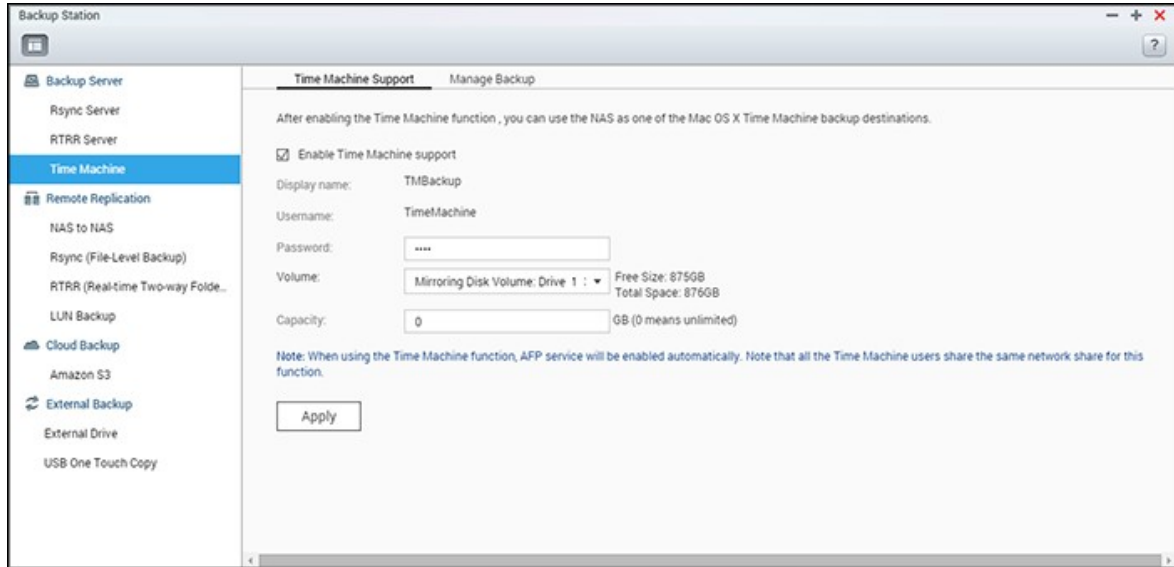 Backup Station
Backup Server
Rsync Server
RTRR Server
Time Machine
Remote Replication
NAS to NAS
Rsync (File-Level Backup)
RTRR (Real-time Two-way Folde...
LUN Backup
Cloud Backup
Amazon S3
External Backup
External Drive
USB One Touch Copy
Time Machine Support Manage Backup
After enabling the Time Machine function , you can use the NAS as one of the Mac OS X Time Machine backup destinations.
Enable Time Machine support
Display name: TMBackup
Username: TimeMachine
Password: ••••
Volume: Mirroring Disk Volume: Drive 1 : Free Size: 875GB
Total Space: 876GB
Capacity: 0 GB (0 means unlimited)
Note: When using the Time Machine function, AFP service will be enabled automatically. Note that all the Time Machine users share the same network share for this
function.
Apply